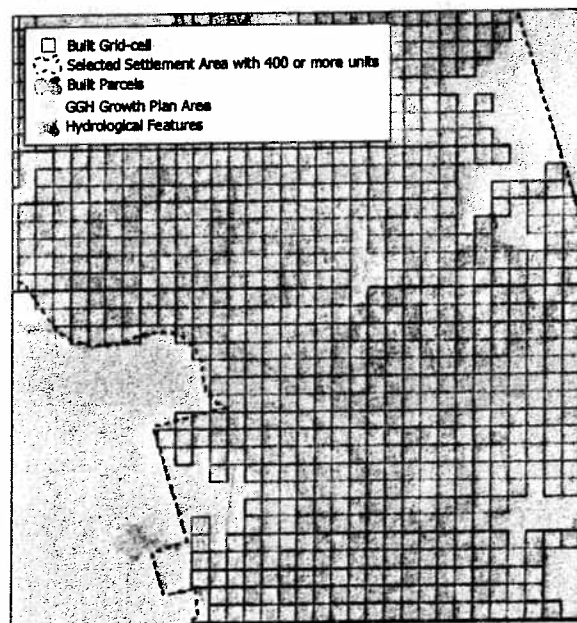 Built Grid-cell
Selected Settlement Area with 400 or more units
Built Parcels
GGH Growth Plan Area
Hydrological Features